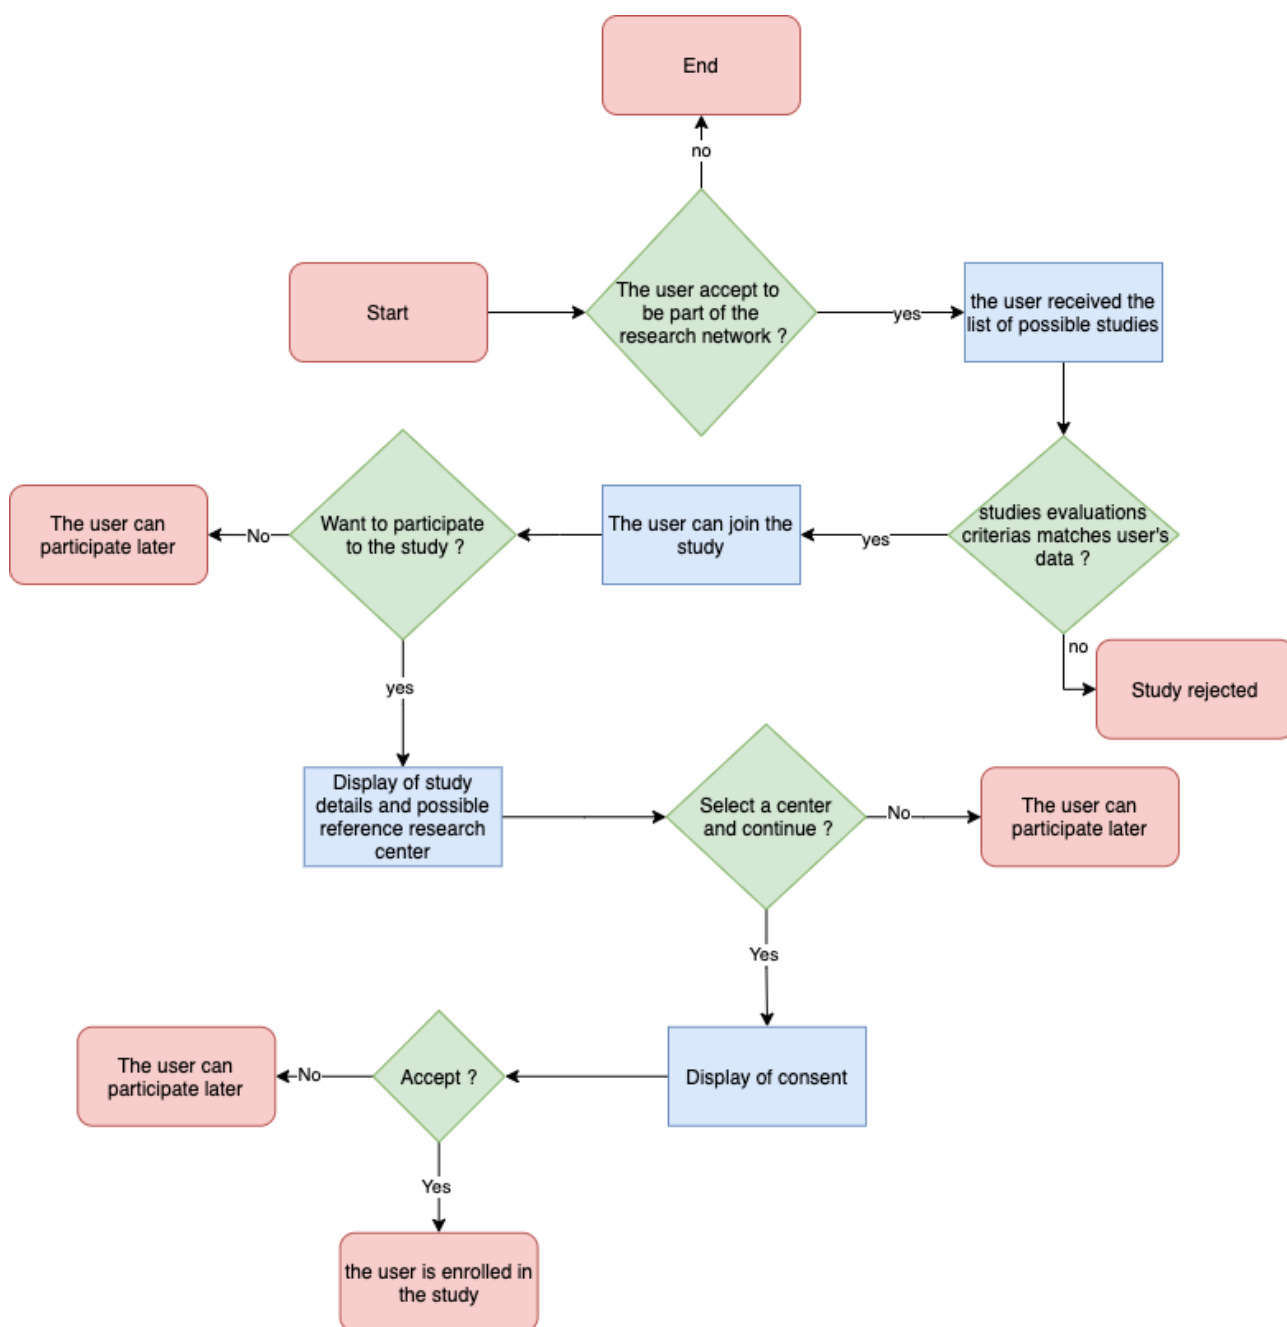 End
no
Start
The user accept to
be part of the
research network ?
yes
the user received the
list of possible studies
The user can
participate later
No
Want to participate
to the study ?
The user can join the
study
yes
studies evaluations
criterias matches user's
data ?
no
Study rejected
yes
Display of study
details and possible
reference research
center
Select a center
and continue ?
No
The user can
participate later
Yes
The user can
participate later
No
Accept ?
Display of consent
Yes
the user is enrolled in
the study